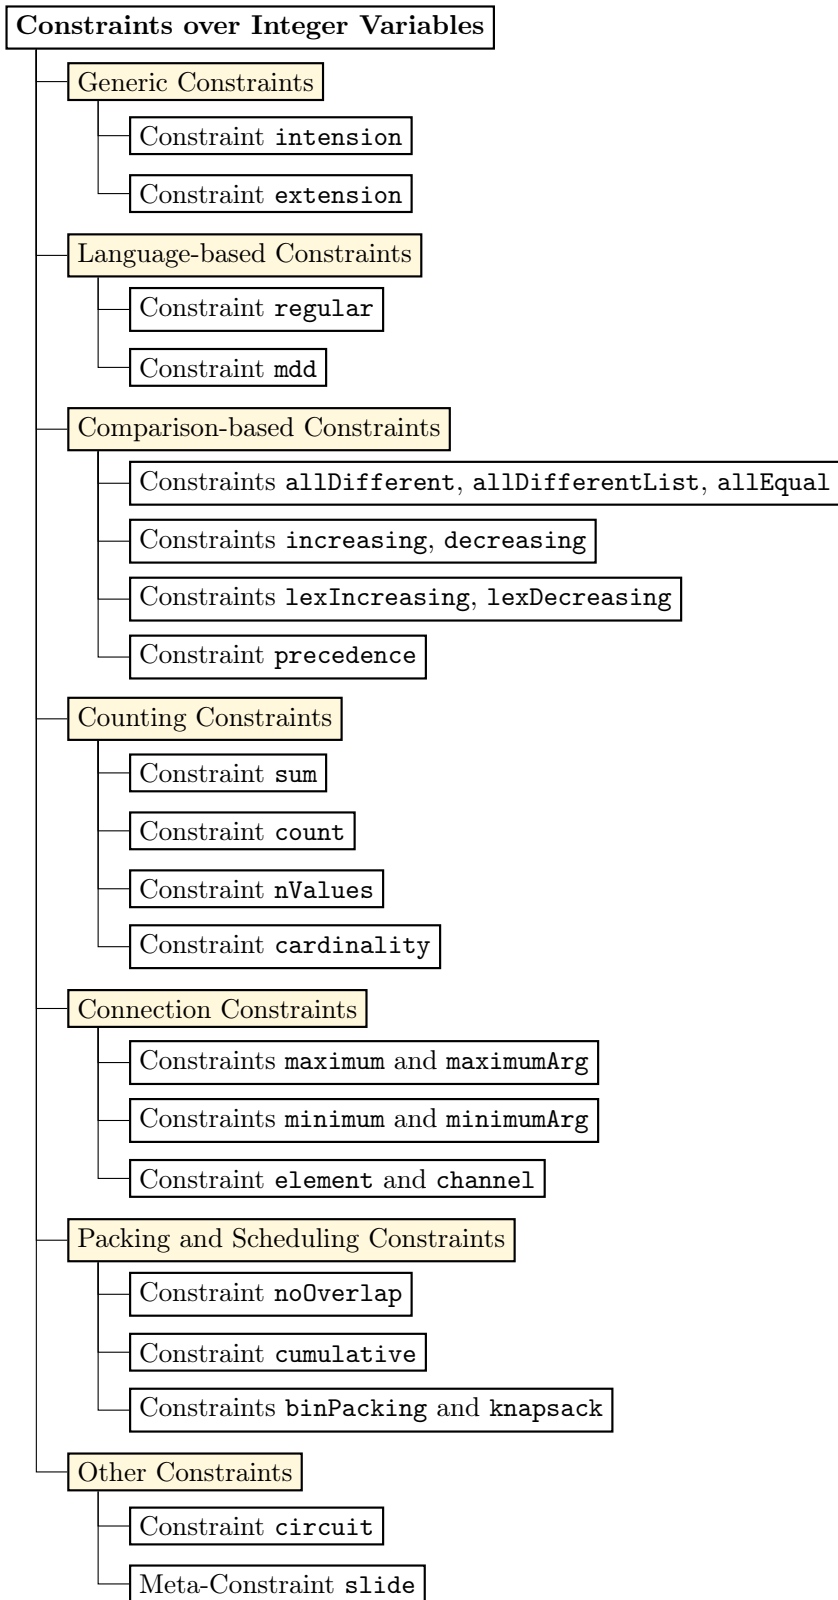 Constraints over Integer Variables
Generic Constraints
Constraint intension
Constraint extension
Language-based Constraints
Constraint regular
Constraint mdd
Comparison-based Constraints
Constraints allDifferent, allDifferentList, allEqual
Constraints increasing, decreasing
Constraints lexIncreasing, lexDecreasing
Constraint precedence
Counting Constraints
Constraint sum
Constraint count
Constraint nValues
Constraint cardinality
Connection Constraints
Constraints maximum and maximumArg
Constraints minimum and minimumArg
Constraint element and channel
Packing and Scheduling Constraints
Constraint noOverlap
Constraint cumulative
Constraints binPacking and knapsack
Other Constraints
Constraint circuit
Meta-Constraint slide